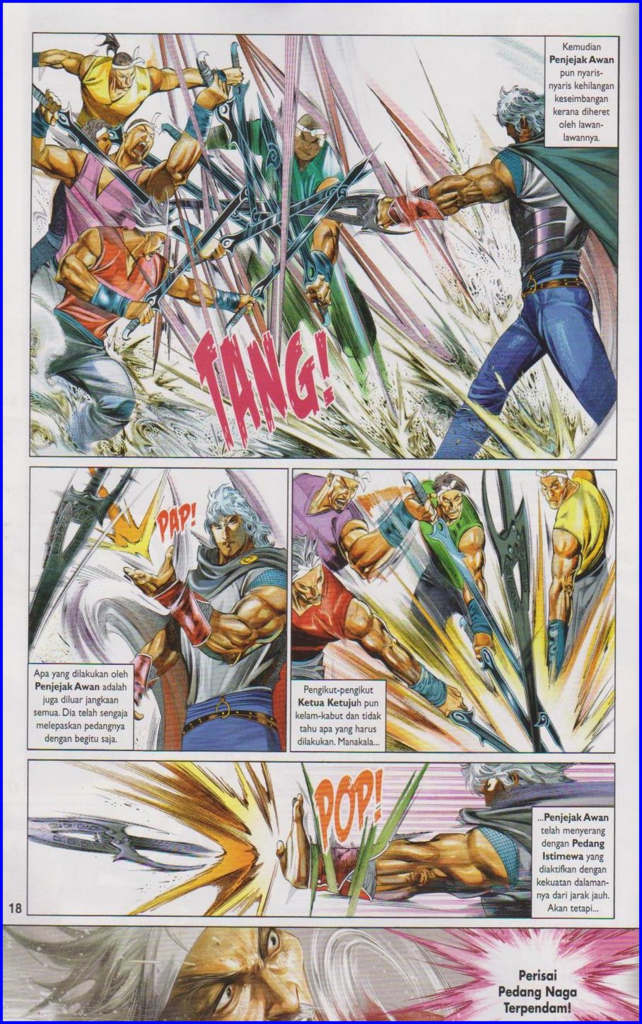 Kemudian
Penjejak Awan
pun nyaris-
nyaris kehilangan
keseimbangan
kerana diheret
oleh lawan-
lawannya.
TANG!
PAP!
Apa yang dilakukan oleh
Penjejak Awan adalah
juga diluar jangkaan
semua. Dia telah sengaja
melepaskan pedangnya
dengan begitu saja.
Pengikut-pengikut
Ketua Ketujuh pun
kelam-kabut dan tidak
tahu apa yang harus
dilakukan. Manakala...
POP!
...Penjejak Awan
telah menyerang
dengan Pedang
Istimewa yang
diaktifkan dengan
kekuatan dalaman-
nya dari jarak jauh.
Akan tetapi...
18
Perisai
Pedang Naga
Terpendam!